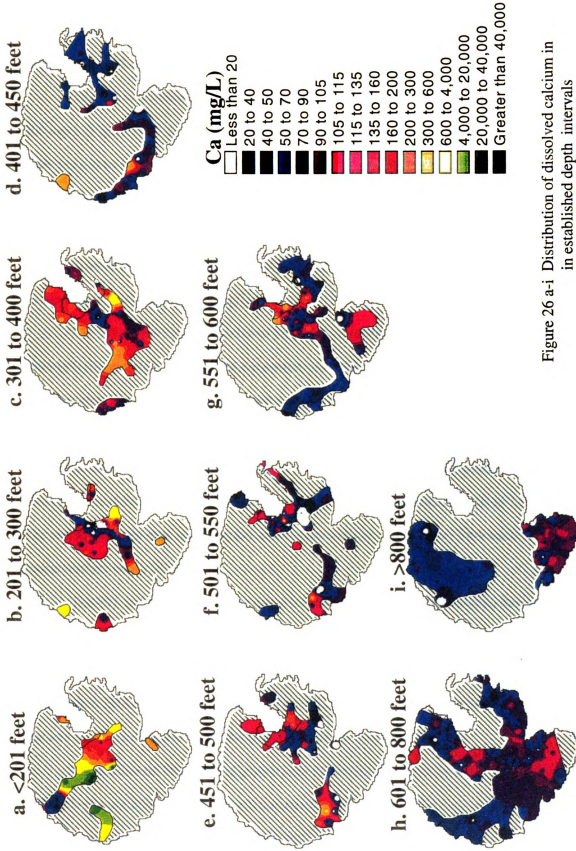 a. <201 feet
b. 201 to 300 feet
c. 301 to 400 feet
d. 401 to 450 feet
e. 451 to 500 feet
f. 501 to 550 feet
g. 551 to 600 feet
h. 601 to 800 feet
i. >800 feet
Ca (mg/L)
Less than 20
20 to 40
40 to 50
50 to 70
70 to 90
90 to 105
105 to 115
115 to 135
135 to 160
160 to 200
200 to 300
300 to 600
600 to 4,000
4,000 to 20,000
20,000 to 40,000
Greater than 40,000
Figure 26 a-i Distribution of dissolved calcium in
in established depth intervals